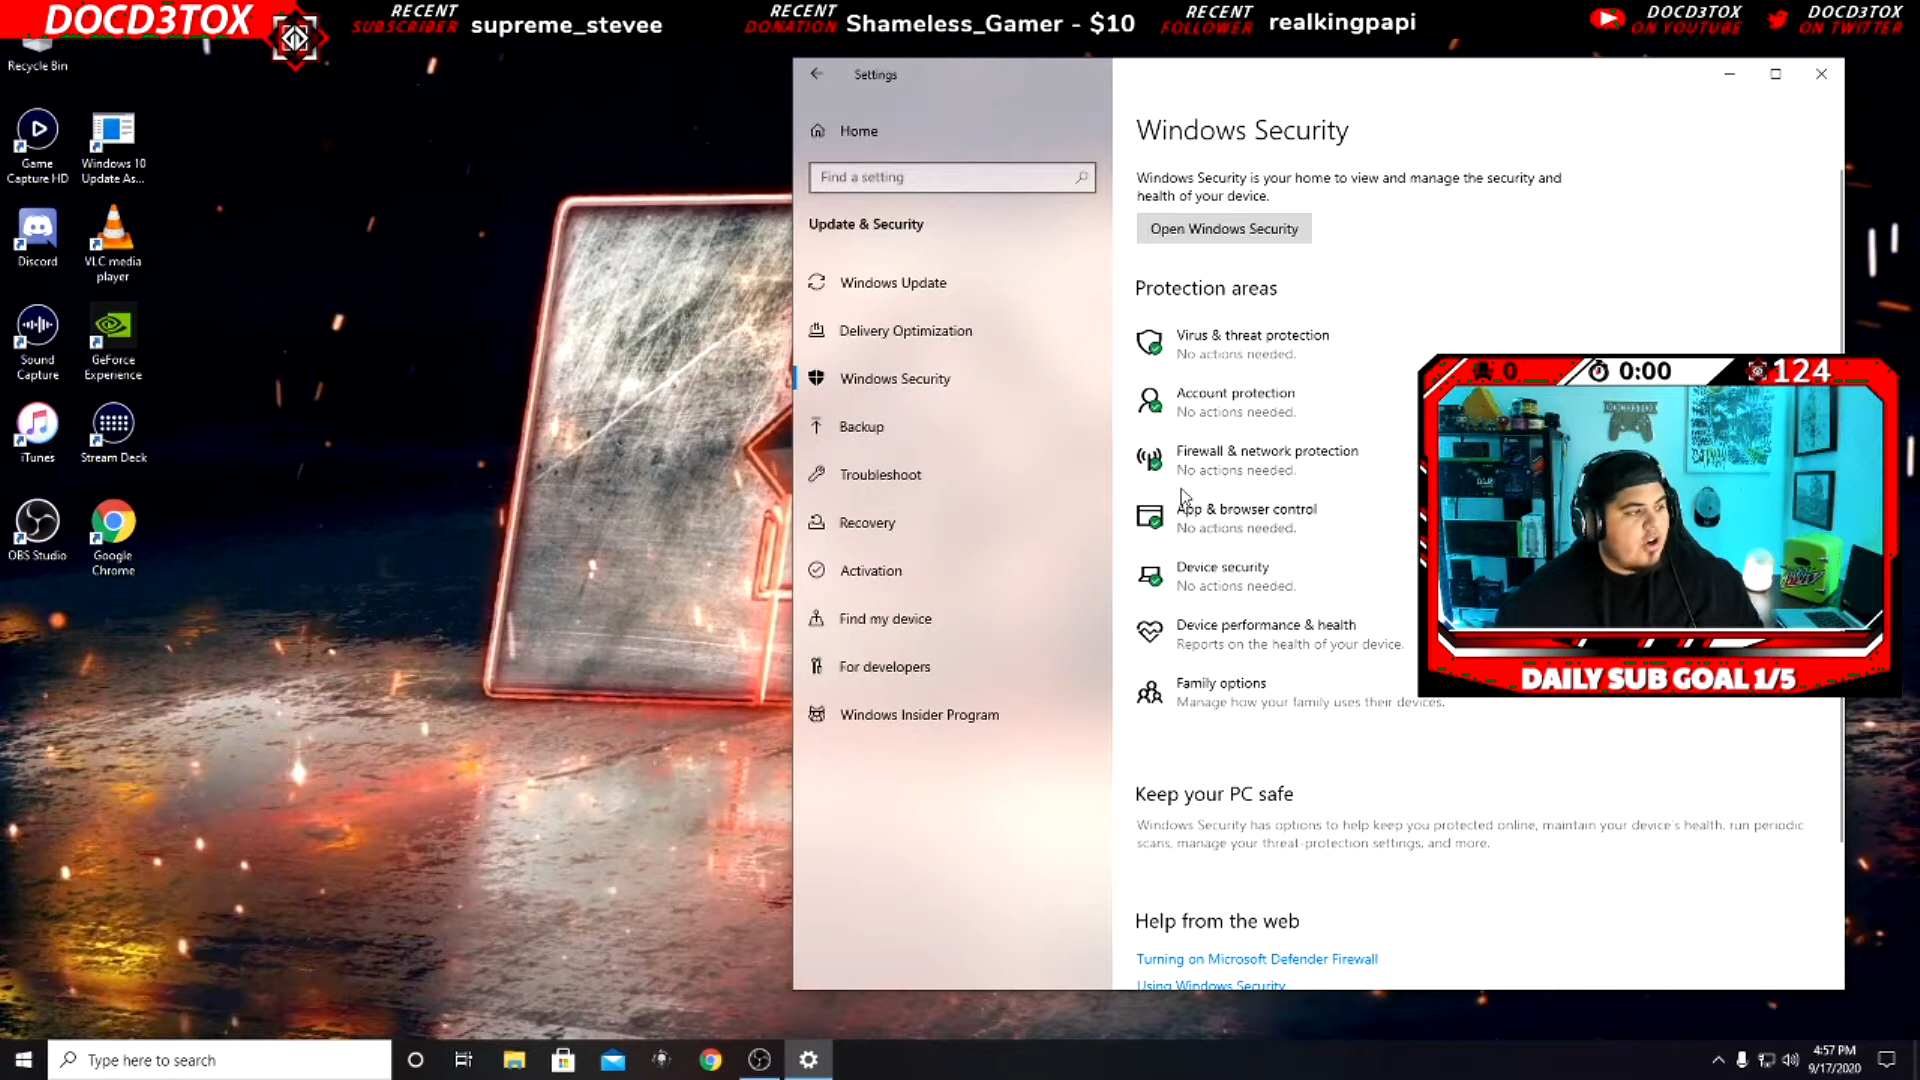 DOCD3TOX
RECENT SUBSCRIBER supreme_stevee
RECENT DONATION Shameless_Gamer - $10
RECENT FOLLOWER realkingpapi
DOCD3TOX ON YOUTUBE
DOCD3TOX ON TWITTER
Recycle Bin
Game Capture HD
Windows 10 Update As...
Discord
VLC media player
Sound Capture
GeForce Experience
iTunes
Stream Deck
OBS Studio
Google Chrome
Settings
Home
Find a setting
Update & Security
Windows Update
Delivery Optimization
Windows Security
Backup
Troubleshoot
Recovery
Activation
Find my device
For developers
Windows Insider Program
Windows Security
Windows Security is your home to view and manage the security and
health of your device.
Open Windows Security
Protection areas
Virus & threat protection
No actions needed.
Account protection
No actions needed.
Firewall & network protection
No actions needed.
App & browser control
No actions needed.
Device security
No actions needed.
Device performance & health
Reports on the health of your device.
Family options
Manage how your family uses their devices.
Keep your PC safe
Windows Security has options to help keep you protected online, maintain your device's health, run periodic
scans, manage your threat-protection settings, and more.
Help from the web
Turning on Microsoft Defender Firewall
Using Windows Security
0
0:00
124
DOCD3TOX
DAILY SUB GOAL 1/5
Type here to search
4:57 PM
9/17/2020